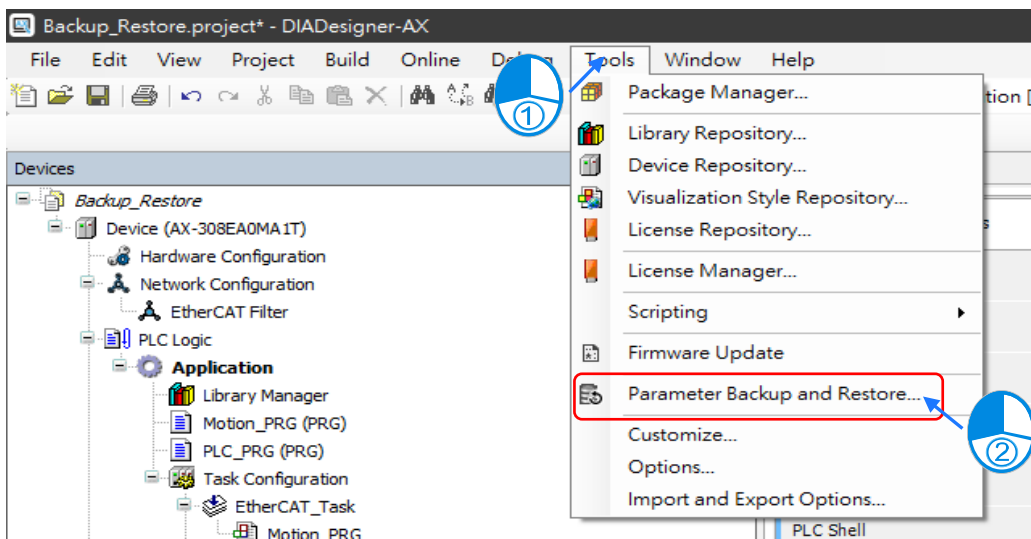 Backup_Restore.project* - DIADesigner-AX
File Edit View Project Build Online Tools Window Help
①
Package Manager...
Library Repository...
Device Repository...
Visualization Style Repository...
License Repository...
License Manager...
Scripting
Firmware Update
Parameter Backup and Restore...
②
Customize...
Options...
Import and Export Options...
Devices
Backup_Restore
Device (AX-308EA0MA1T)
Hardware Configuration
Network Configuration
EtherCAT Filter
PLC Logic
Application
Library Manager
Motion_PRG (PRG)
PLC_PRG (PRG)
Task Configuration
EtherCAT_Task
Motion_PRG
PLC Shell